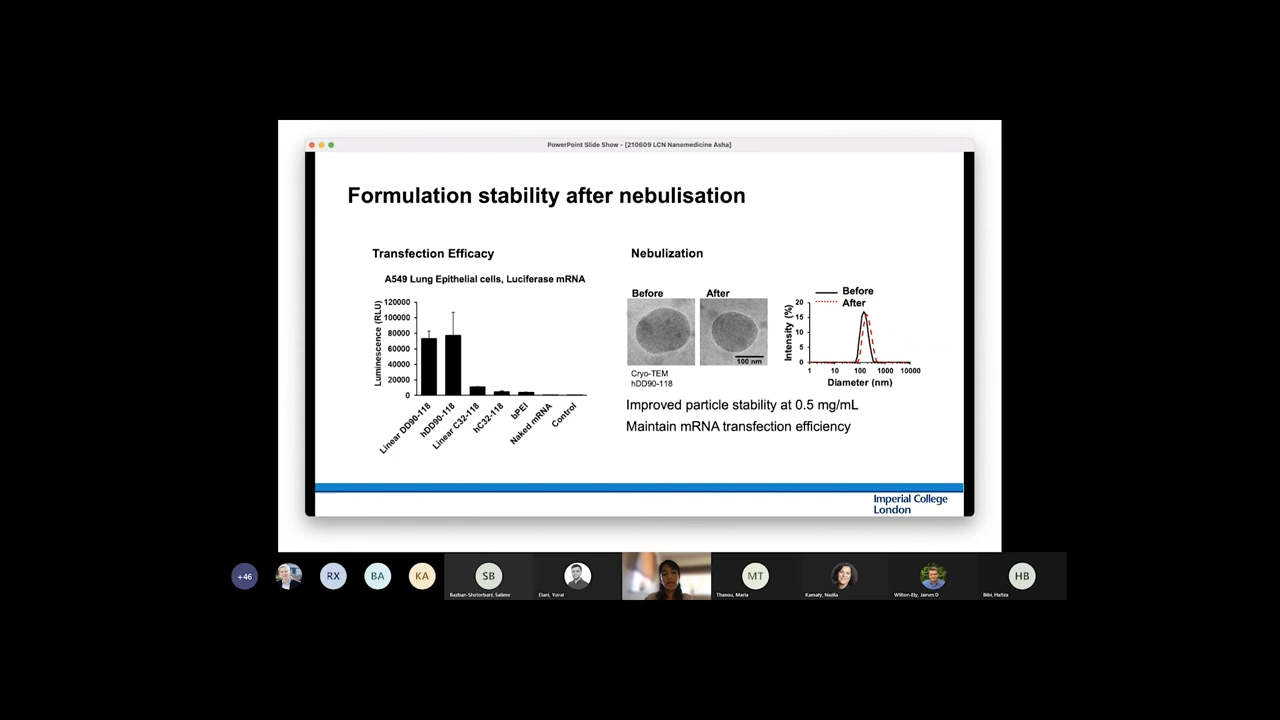 PowerPoint Slide Show - [210609 LCN Nanomedicine Asha]
Formulation stability after nebulisation
Transfection Efficacy
A549 Lung Epithelial cells, Luciferase mRNA
Luminescence (RLU)
120000
100000
80000
60000
40000
20000
0
Linear DD90-118
hDD90-118
Linear C32-118
hC32-118
bPEI
Naked mRNA
Control
Nebulization
Before
After
100 nm
Cryo-TEM
hDD90-118
Before
After
Intensity (%)
20
15
10
5
0
1
10
100
1000
10000
Diameter (nm)
Improved particle stability at 0.5 mg/mL
Maintain mRNA transfection efficiency
Imperial College
London
+46
RX
BA
KA
SB
MT
HB
Bazban-Shotorbani, Salime
Elani, Yuval
Thanou, Maria
Kamaly, Nazila
Wilton-Ely, James D
Bibi, Hafiza